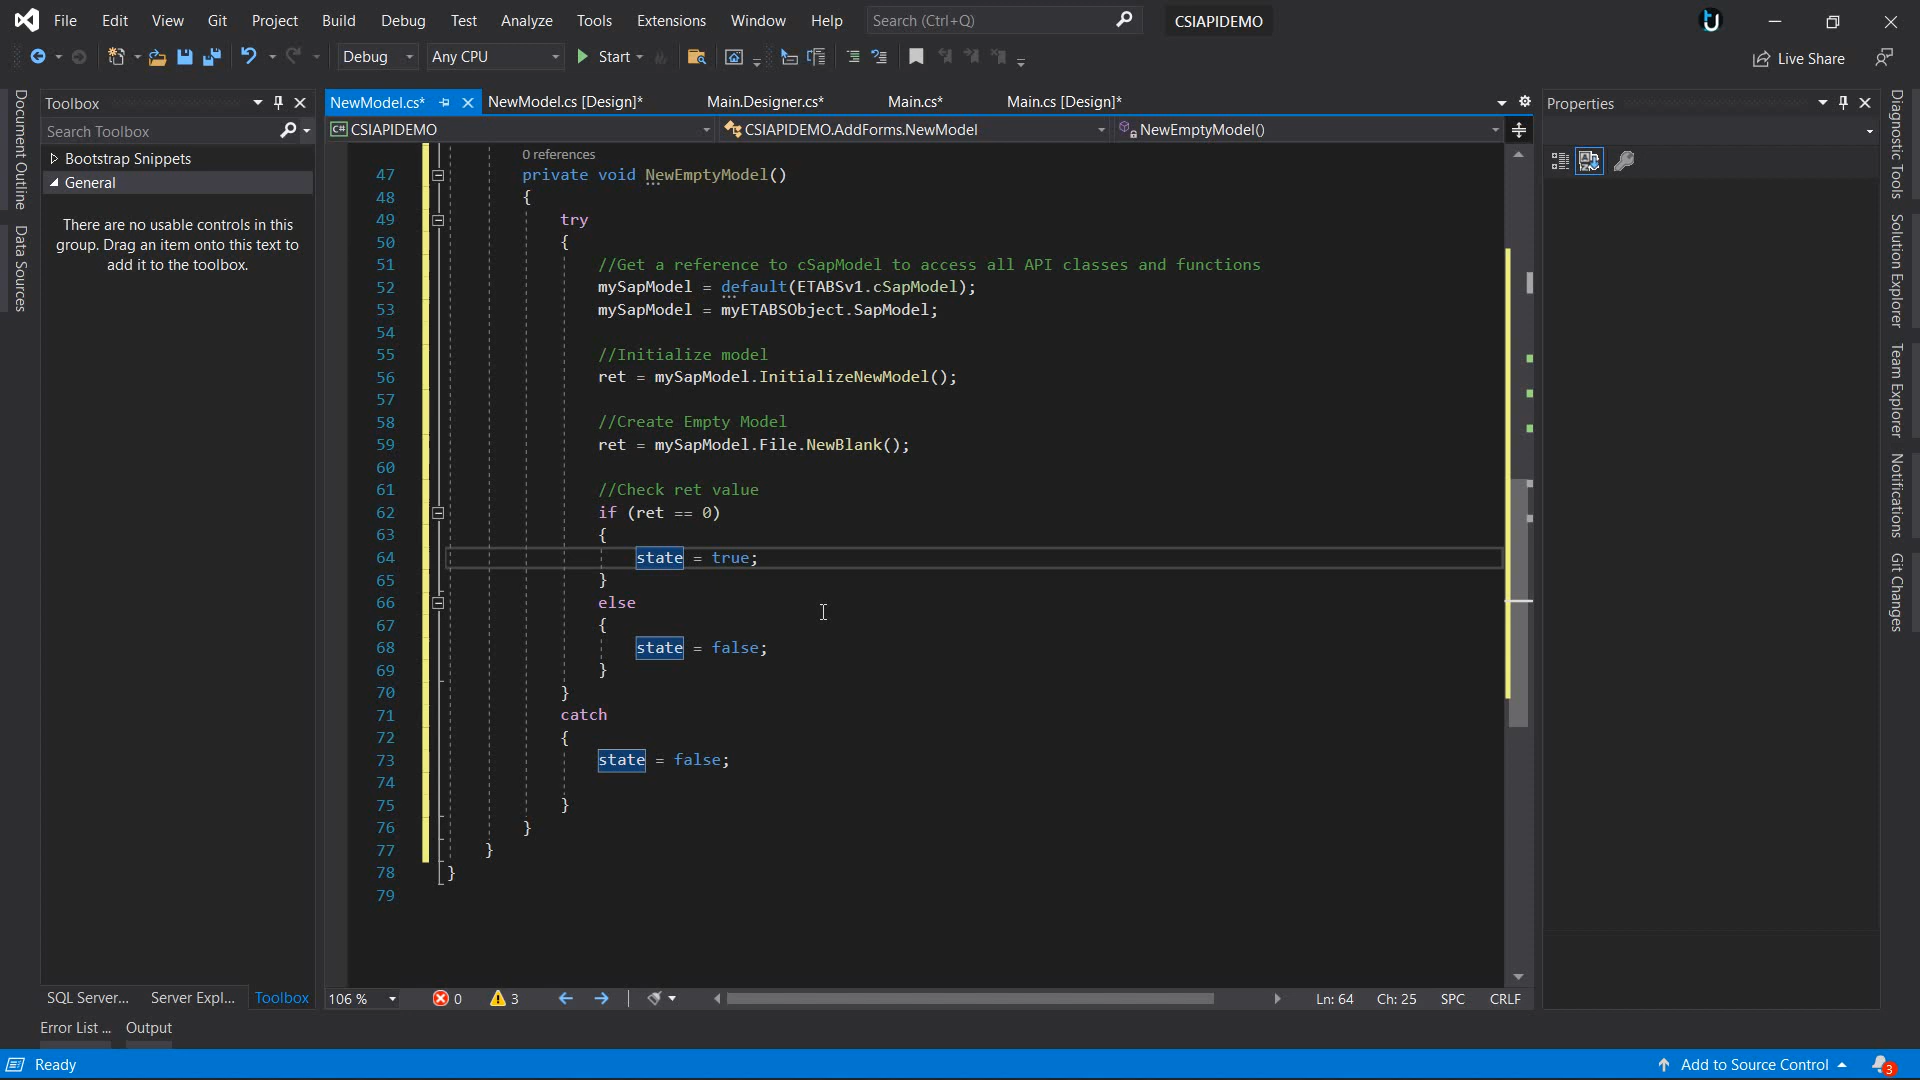 File Edit View Git Project Build Debug Test Analyze Tools Extensions Window Help Search (Ctrl+Q) CSIAPIDEMO
Debug Any CPU Start Live Share
Document Outline
Data Sources
Toolbox
Search Toolbox
Bootstrap Snippets
General
There are no usable controls in this
group. Drag an item onto this text to
add it to the toolbox.
SQL Server... Server Expl... Toolbox
NewModel.cs* NewModel.cs [Design]* Main.Designer.cs* Main.cs* Main.cs [Design]*
C# CSIAPIDEMO CSIAPIDEMO.AddForms.NewModel NewEmptyModel()
0 references
47 private void NewEmptyModel()
48 {
49 try
50 {
51 //Get a reference to cSapModel to access all API classes and functions
52 mySapModel = default(ETABSv1.cSapModel);
53 mySapModel = myETABSObject.SapModel;
54
55 //Initialize model
56 ret = mySapModel.InitializeNewModel();
57
58 //Create Empty Model
59 ret = mySapModel.File.NewBlank();
60
61 //Check ret value
62 if (ret == 0)
63 {
64 state = true;
65 }
66 else
67 {
68 state = false;
69 }
70 }
71 catch
72 {
73 state = false;
74
75 }
76 }
77 }
78 }
79
106 % 0 3 Ln: 64 Ch: 25 SPC CRLF
Properties
Diagnostic Tools
Solution Explorer
Team Explorer
Notifications
Git Changes
Error List ... Output
Ready Add to Source Control 3